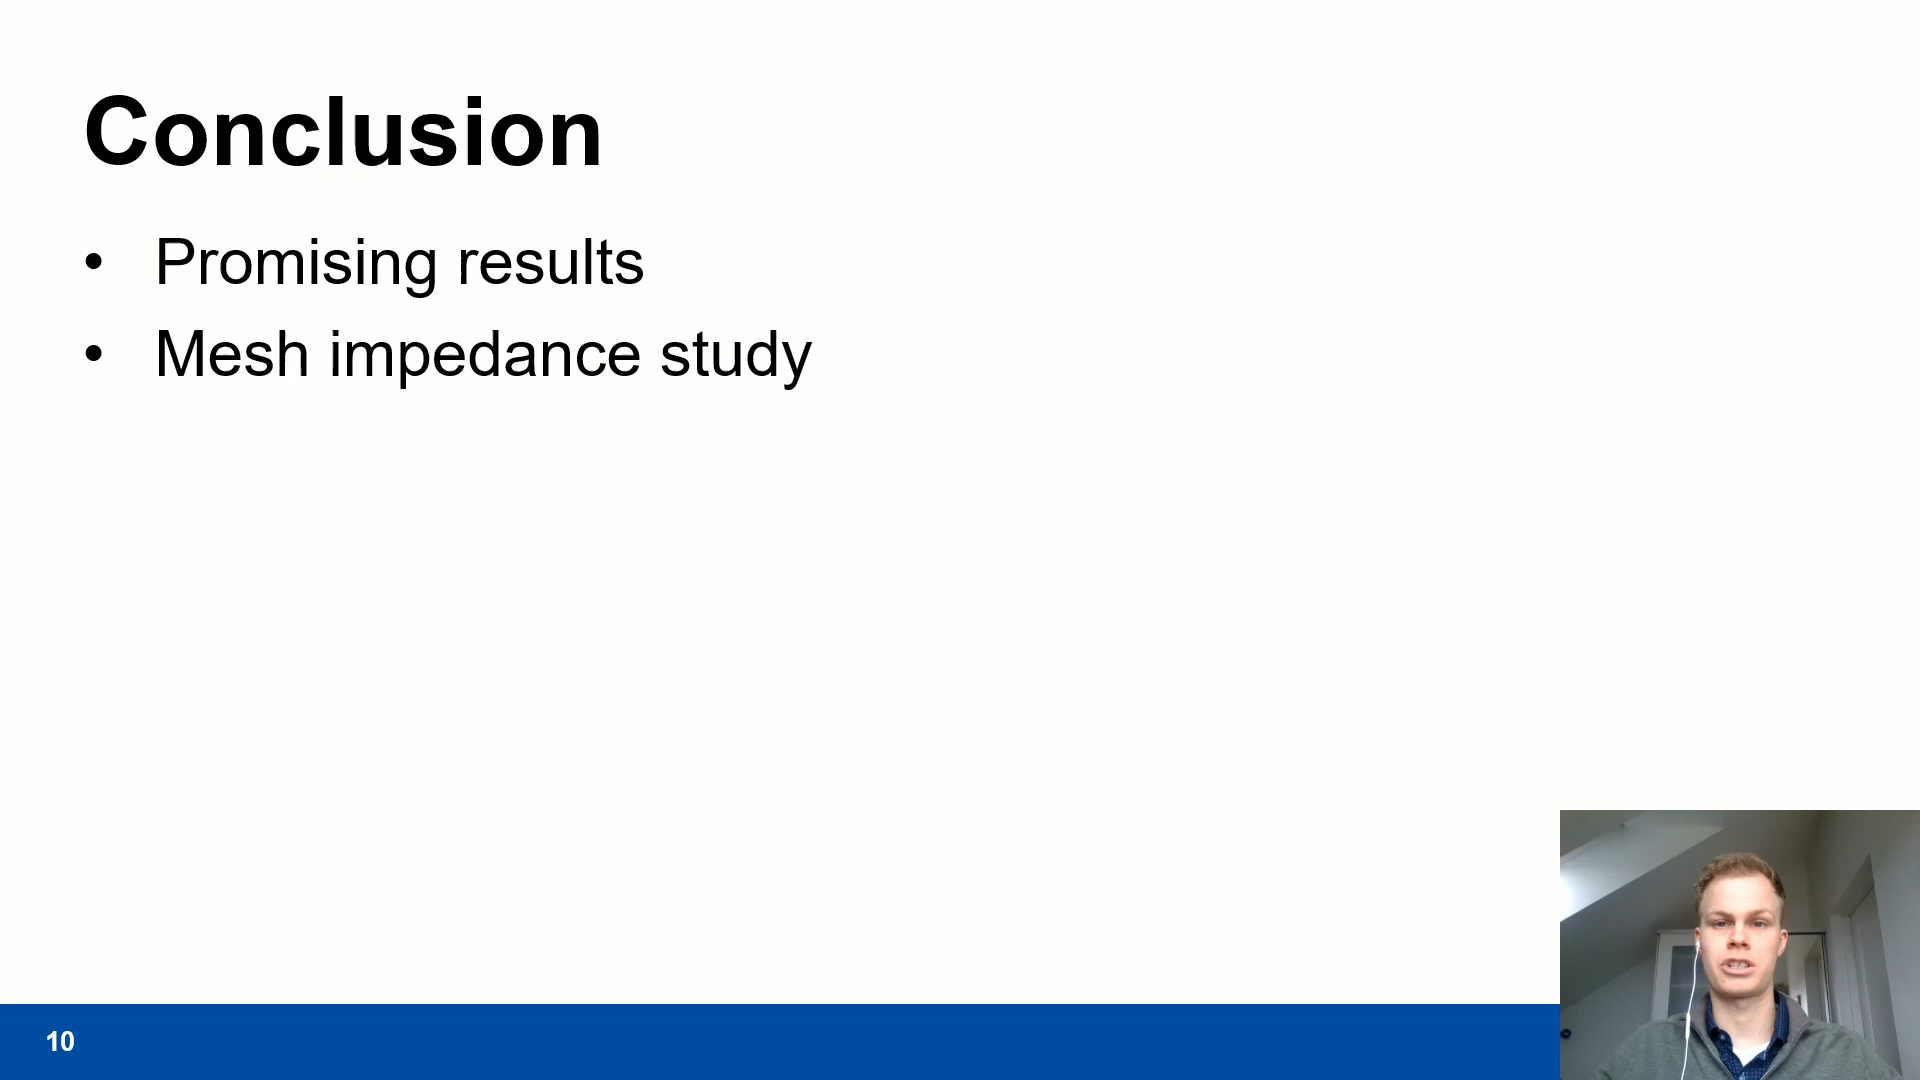 Conclusion
• Promising results
• Mesh impedance study
10